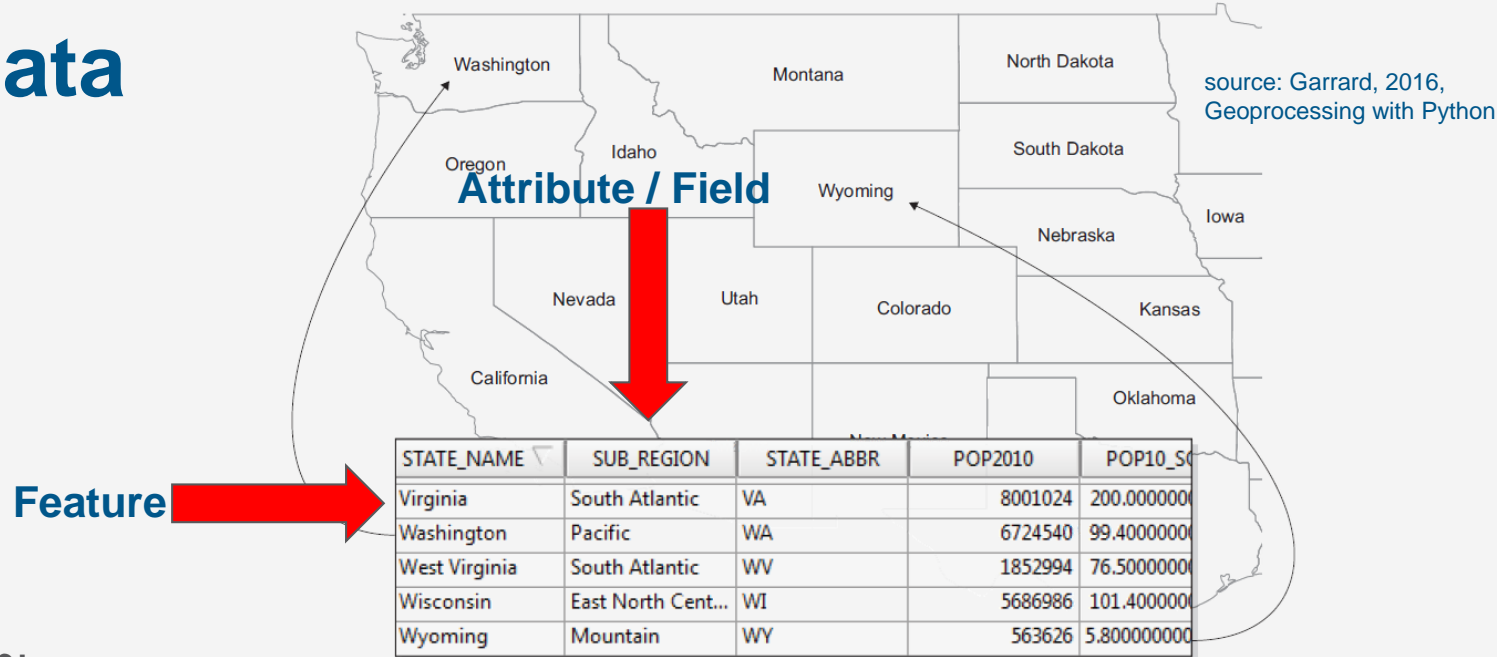 ata
Washington
Montana
North Dakota
source: Garrard, 2016,
Geoprocessing with Python
Oregon
Idaho
South Dakota
Attribute / Field
Wyoming
Iowa
Nebraska
Nevada
Utah
Colorado
Kansas
California
Oklahoma
STATE_NAME SUB_REGION STATE_ABBR POP2010 POP10_S
Feature
Virginia South Atlantic VA 8001024 200.0000000
Washington Pacific WA 6724540 99.40000000
West Virginia South Atlantic WV 1852994 76.50000000
Wisconsin East North Cent... WI 5686986 101.4000000
Wyoming Mountain WY 563626 5.800000000